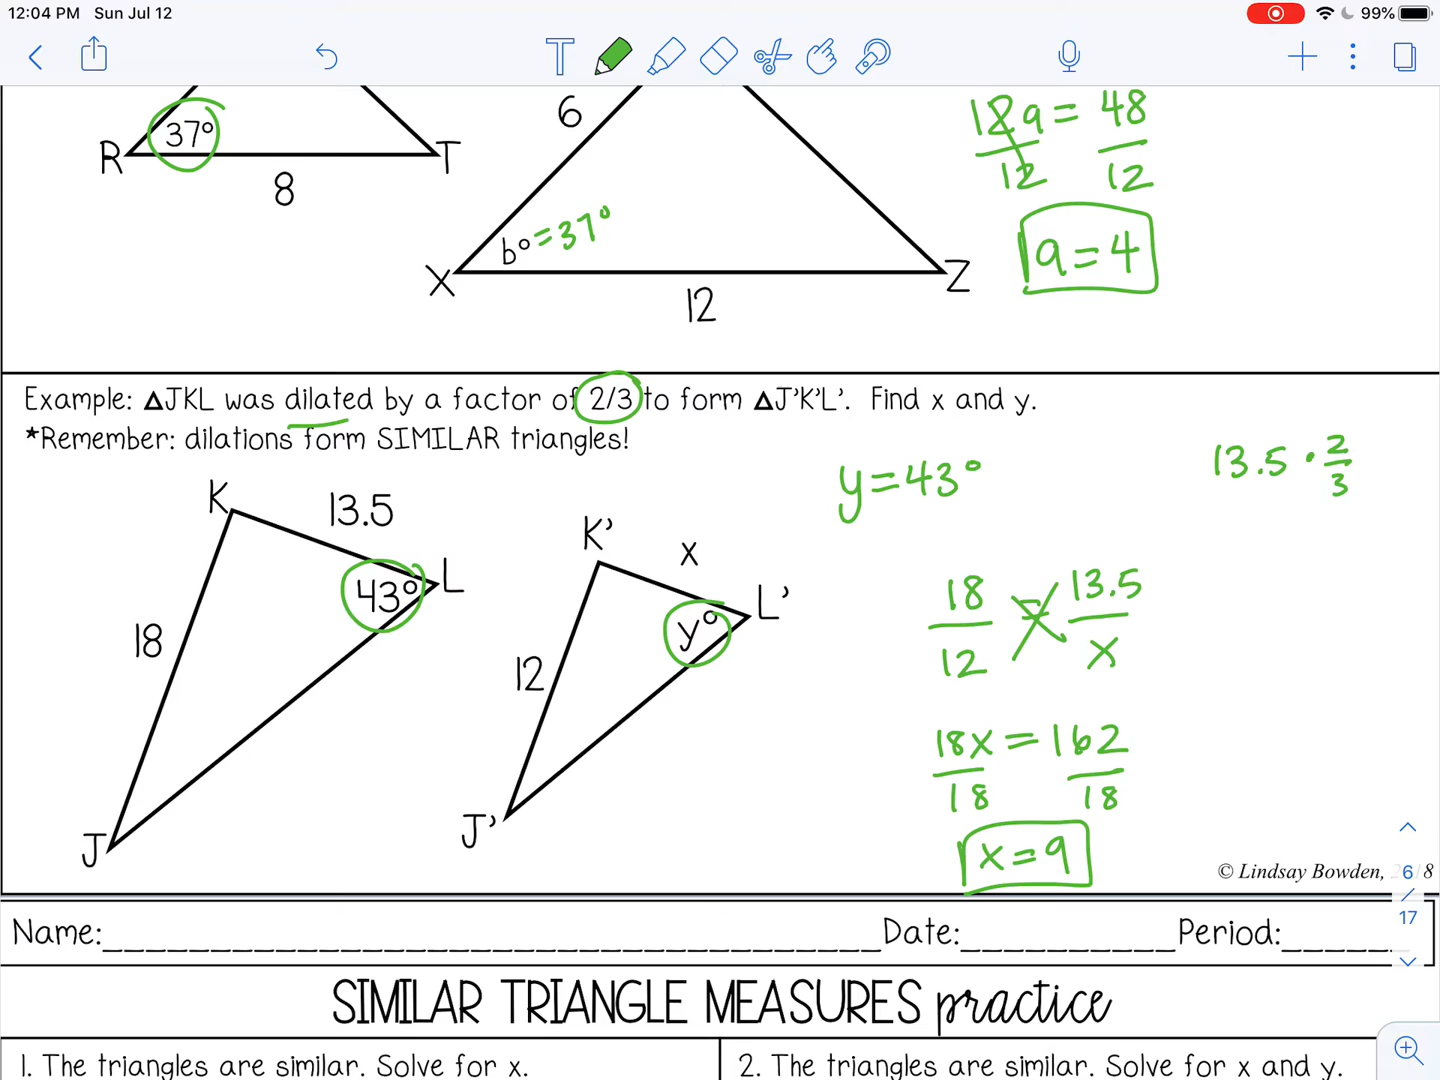 12:04 PM Sun Jul 12
99%
T
6
37°
R
T
8
b° = 37°
X
Z
12
12a = 48
12 12
a = 4
Example: ΔJKL was dilated by a factor of 2/3 to form ΔJ'K'L'. Find x and y.
*Remember: dilations form SIMILAR triangles!
K
13.5
43°
L
18
J
K'
x
L'
y°
12
J'
y = 43°
13.5 · 2/3
18/12 = 13.5/x
18x = 162
18 18
x = 9
© Lindsay Bowden,
6
/
17
Name:
Date:
Period:
SIMILAR TRIANGLE MEASURES practice
1. The triangles are similar. Solve for x.
2. The triangles are similar. Solve for x and y.